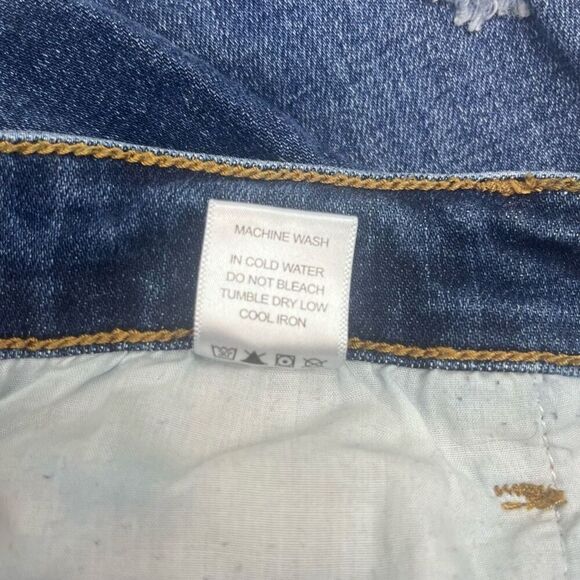 MACHINE WASH
IN COLD WATER
DO NOT BLEACH
TUMBLE DRY LOW
COOL IRON